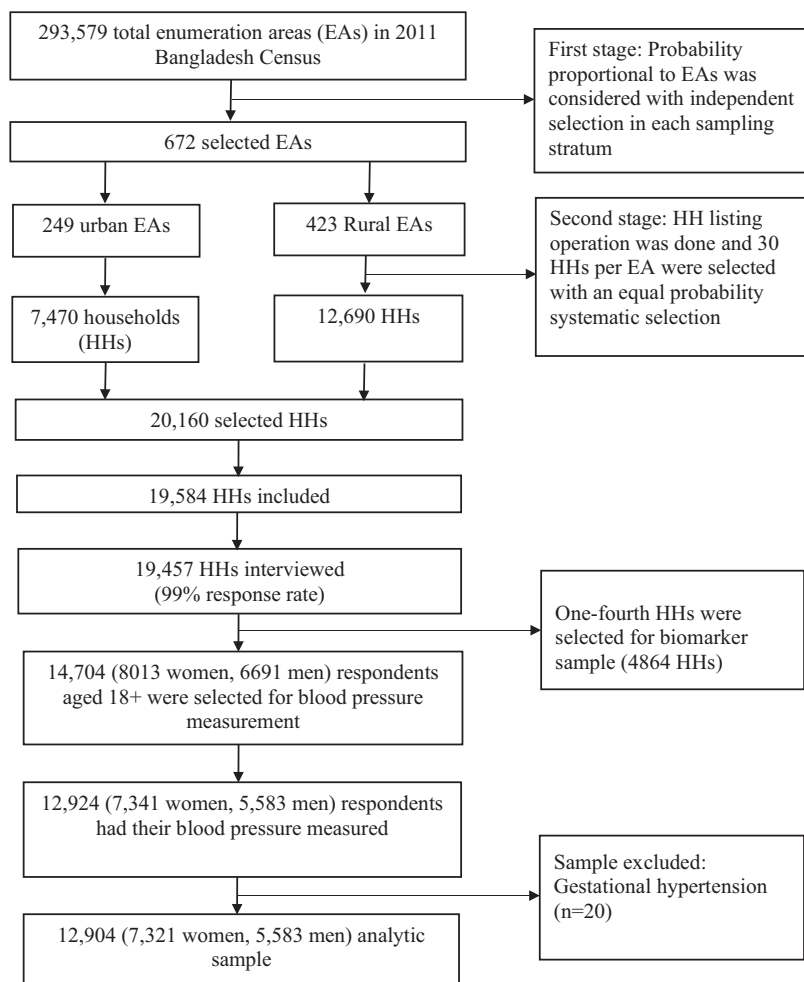 293,579 total enumeration areas (EAs) in 2011
Bangladesh Census
First stage: Probability
proportional to EAs was
considered with independent
selection in each sampling
stratum
672 selected EAs
249 urban EAs
423 Rural EAs
Second stage: HH listing
operation was done and 30
HHs per EA were selected
with an equal probability
systematic selection
7,470 households
(HHs)
12,690 HHs
20,160 selected HHs
19,584 HHs included
19,457 HHs interviewed
(99% response rate)
One-fourth HHs were
selected for biomarker
sample (4864 HHs)
14,704 (8013 women, 6691 men) respondents
aged 18+ were selected for blood pressure
measurement
12,924 (7,341 women, 5,583 men) respondents
had their blood pressure measured
Sample excluded:
Gestational hypertension
(n=20)
12,904 (7,321 women, 5,583 men) analytic
sample